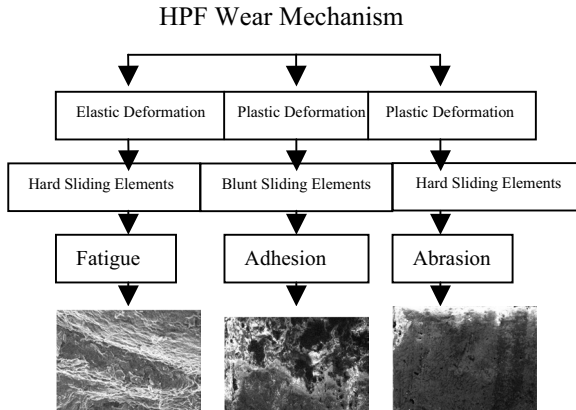 HPF Wear Mechanism
Elastic Deformation
Plastic Deformation
Plastic Deformation
Hard Sliding Elements
Blunt Sliding Elements
Hard Sliding Elements
Fatigue
Adhesion
Abrasion